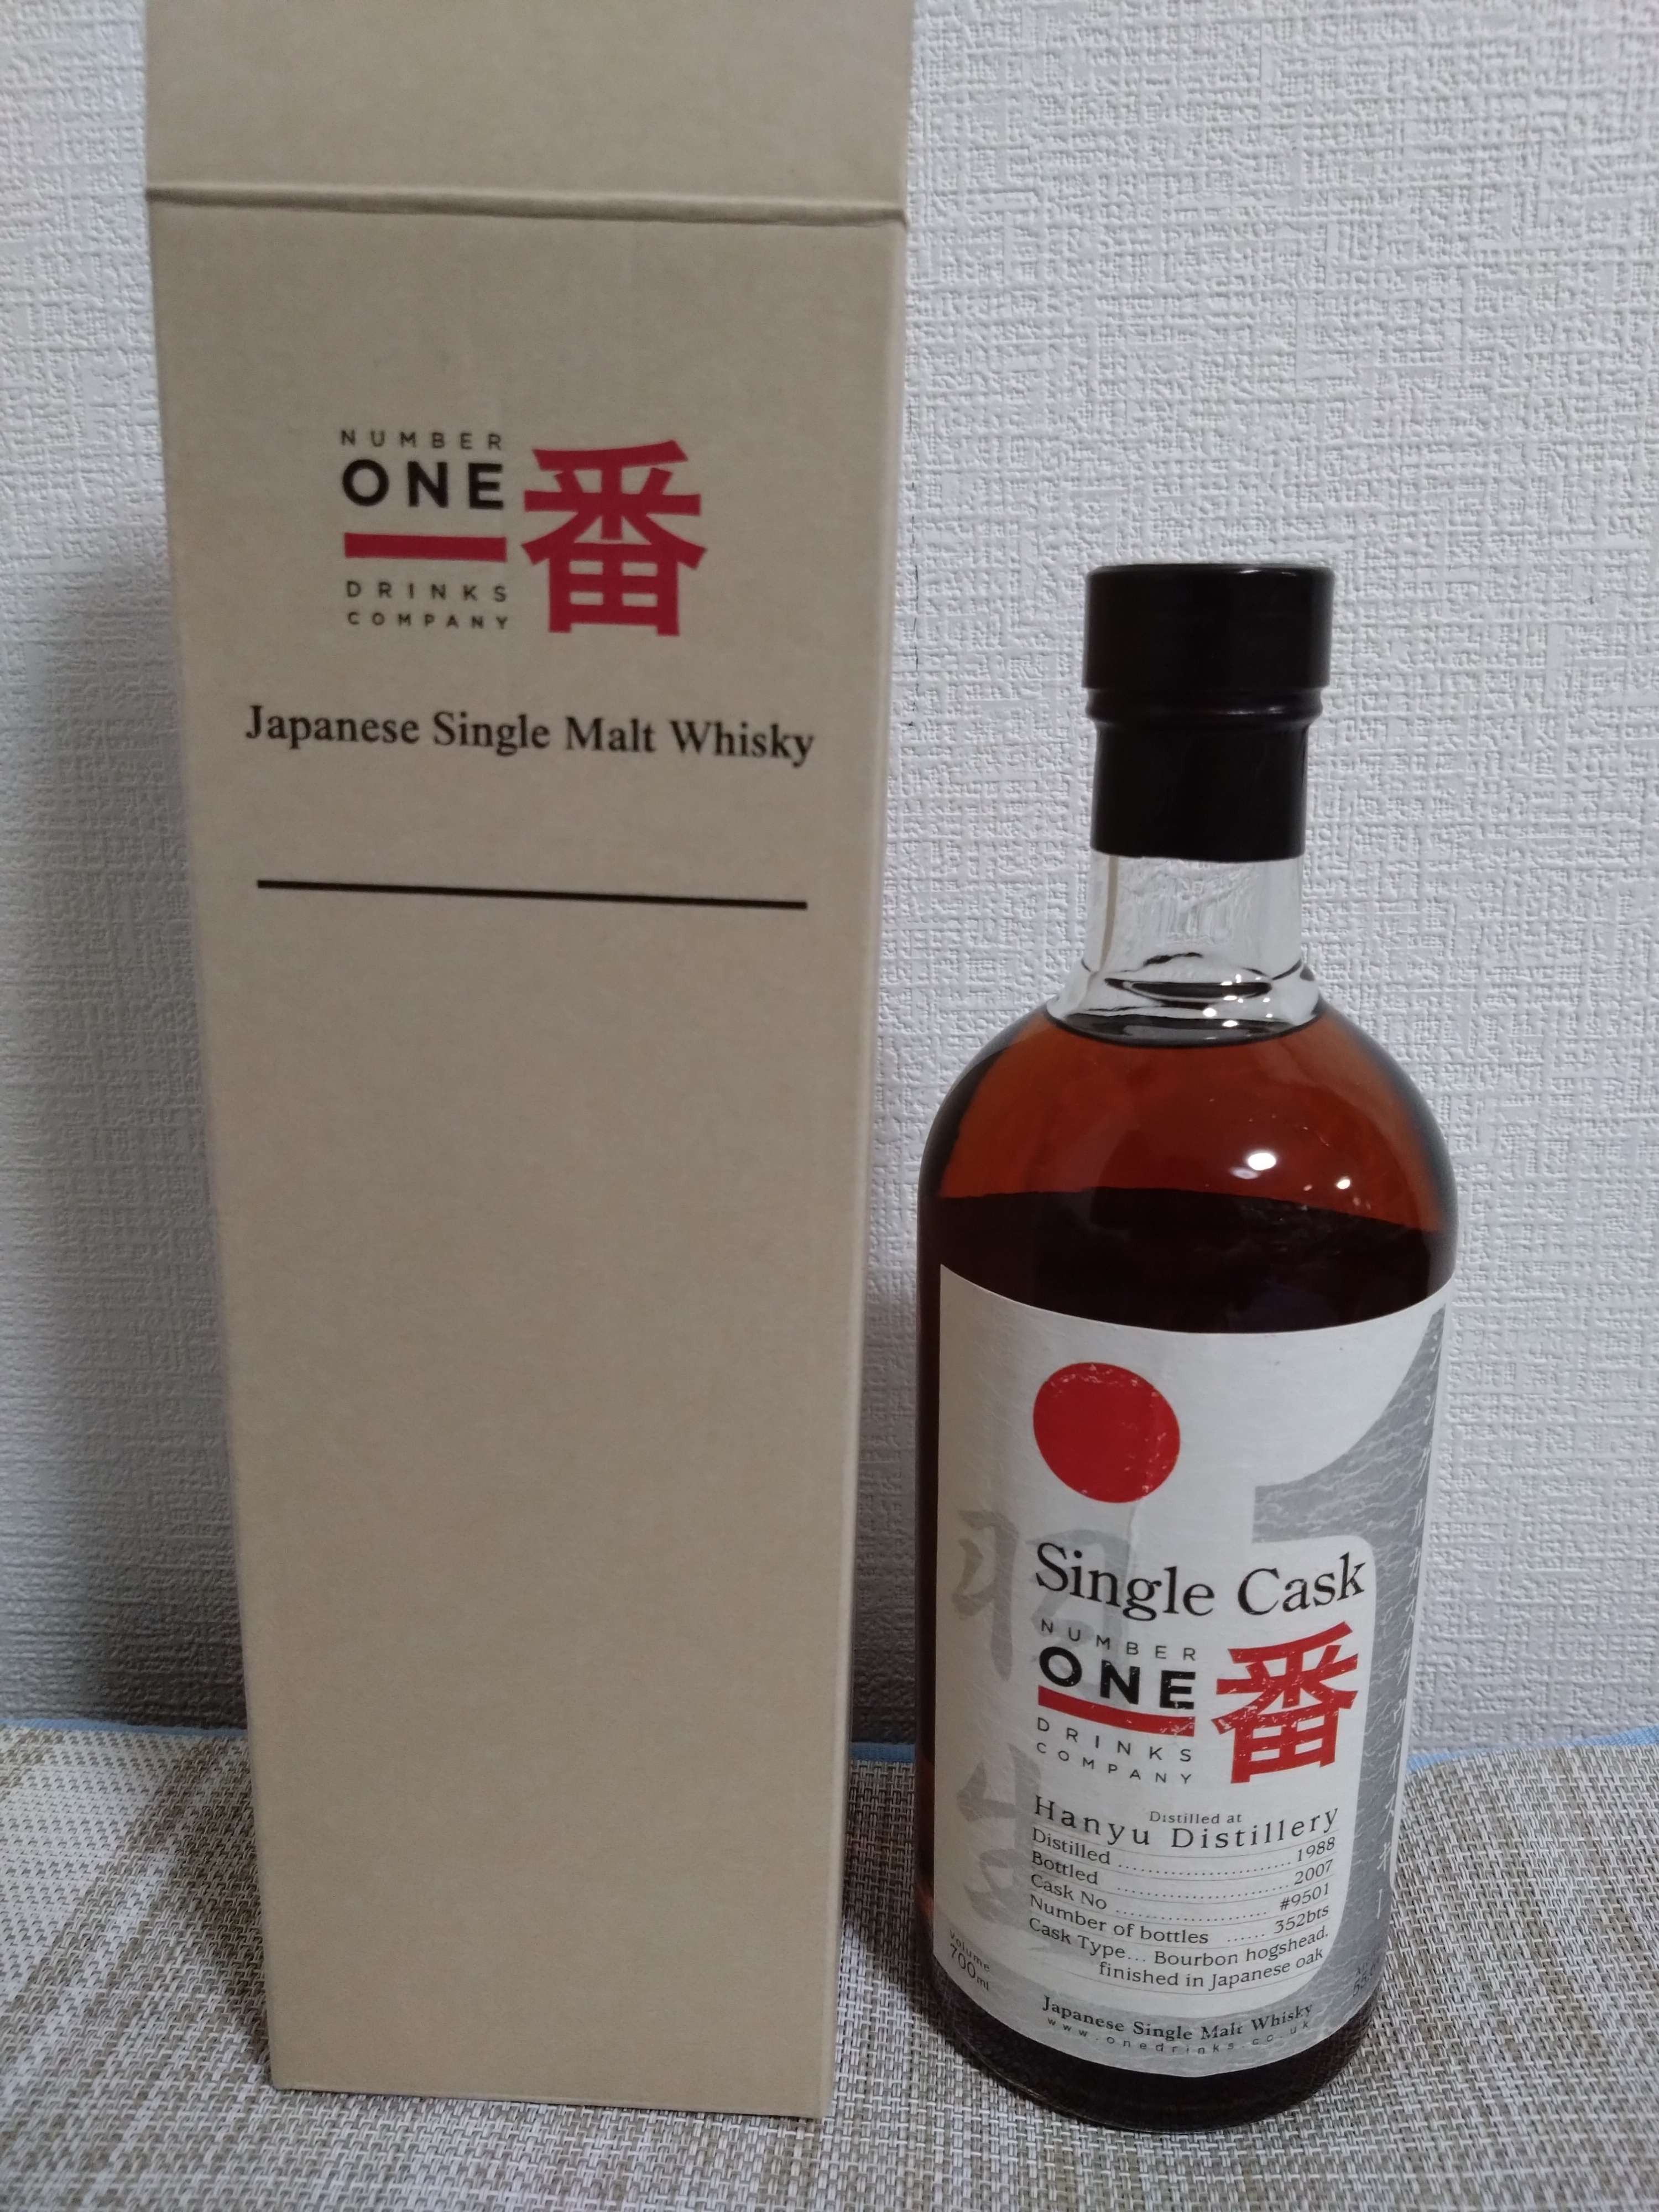 NUMBER
ONE
一番
DRINKS
COMPANY
Japanese Single Malt Whisky
羽生
Single Cask
NUMBER
ONE
一番
DRINKS
COMPANY
Distilled at
Hanyu Distillery
Distilled ........................... 1988
Bottled ............................ 2007
Cask No ...................... #9501
Number of bottles ...... 352bts
Cask Type... Bourbon hogshead,
finished in Japanese oak
volume
700ml
Japanese Single Malt Whisky
www.onedrinks.co.uk